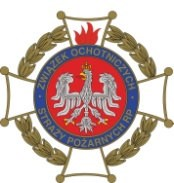 ZWIĄZEK OCHOTNICZYCH
STRAŻY POŻARNYCH RP